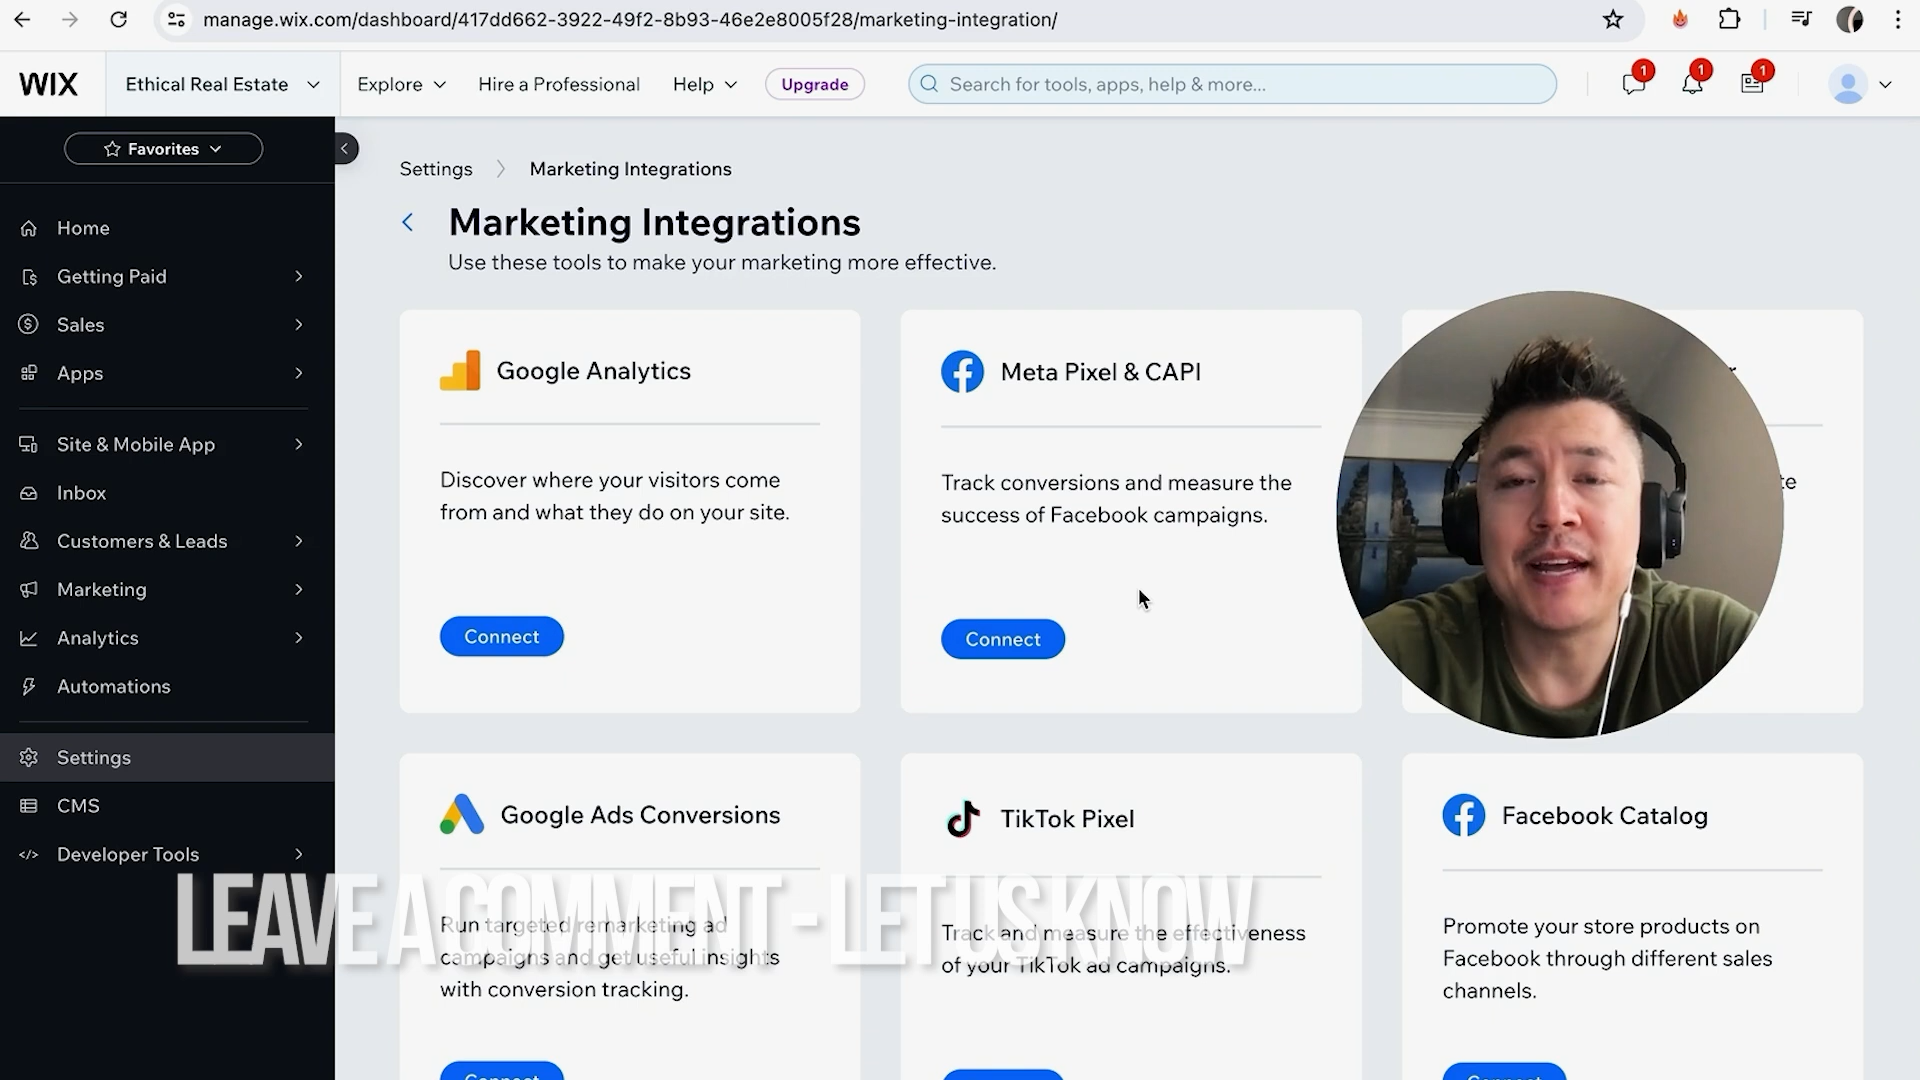 manage.wix.com/dashboard/417dd662-3922-49f2-8b93-46e2e8005f28/marketing-integration/
WIX
Ethical Real Estate
Explore
Hire a Professional
Help
Upgrade
Search for tools, apps, help & more...
1
1
1
Favorites
Home
Getting Paid
Sales
Apps
Site & Mobile App
Inbox
Customers & Leads
Marketing
Analytics
Automations
Settings
CMS
Developer Tools
Settings
Marketing Integrations
Marketing Integrations
Use these tools to make your marketing more effective.
Google Analytics
Discover where your visitors come
from and what they do on your site.
Connect
Meta Pixel & CAPI
Track conversions and measure the
success of Facebook campaigns.
Connect
Google Ads Conversions
Run targeted remarketing ad
campaigns and get useful insights
with conversion tracking.
Connect
TikTok Pixel
Track and measure the effectiveness
of your TikTok ad campaigns.
Facebook Catalog
Promote your store products on
Facebook through different sales
channels.
Connect
LEAVE A COMMENT - LET US KNOW